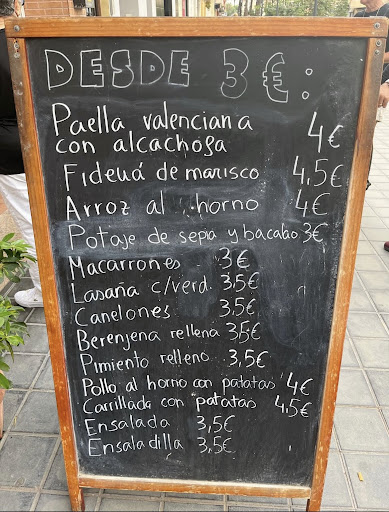 DESDE 3€:
Paella valenciana
con alcachofa 4€
Fideuá de marisco 4,5€
Arroz al horno 4€
Potaje de sepia y bacalao 3€
Macarrones 3€
Lasaña c/verd. 3,5€
Canelones 3,5€
Berenjena rellena 3,5€
Pimiento relleno 3,5€
Pollo al horno con patatas 4€
Carrillada con patatas 4,5€
Ensalada 3,5€
Ensaladilla 3,5€